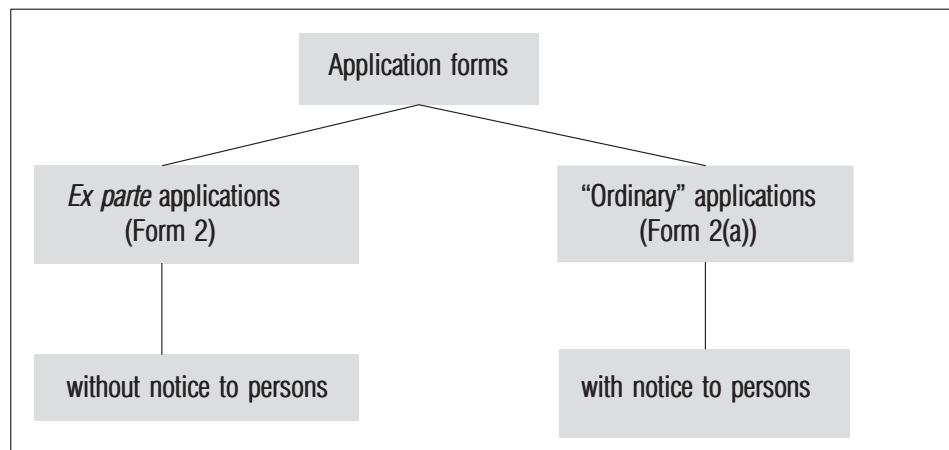 Application forms
Ex parte applications
(Form 2)
“Ordinary” applications
(Form 2(a))
without notice to persons
with notice to persons